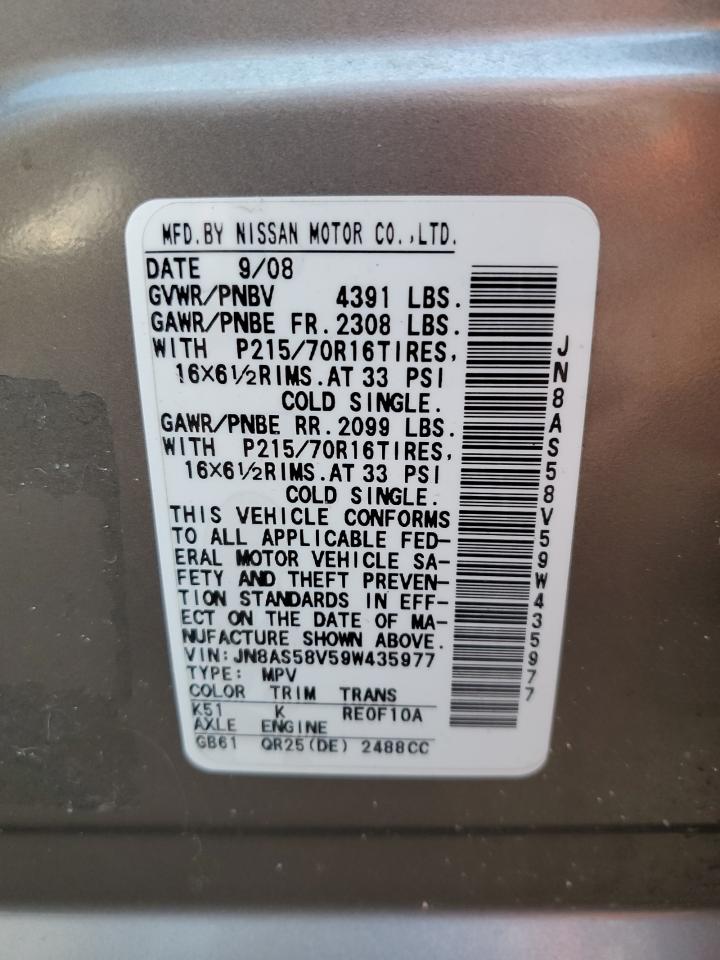 MFD.BY NISSAN MOTOR CO.,LTD.
DATE 9/08
GVWR/PNBV 4391 LBS.
GAWR/PNBE FR.2308 LBS.
WITH P215/70R16TIRES,
16X6½RIMS.AT 33 PSI
COLD SINGLE.
GAWR/PNBE RR.2099 LBS.
WITH P215/70R16TIRES,
16X6½RIMS.AT 33 PSI
COLD SINGLE.
THIS VEHICLE CONFORMS
TO ALL APPLICABLE FED-
ERAL MOTOR VEHICLE SA-
FETY AND THEFT PREVEN-
TION STANDARDS IN EFF-
ECT ON THE DATE OF MA-
NUFACTURE SHOWN ABOVE.
VIN:JN8AS58V59W435977
TYPE: MPV
COLOR TRIM TRANS
K51 K RE0F10A
AXLE ENGINE
GB61 QR25(DE) 2488CC
JN8AS58V59W435977